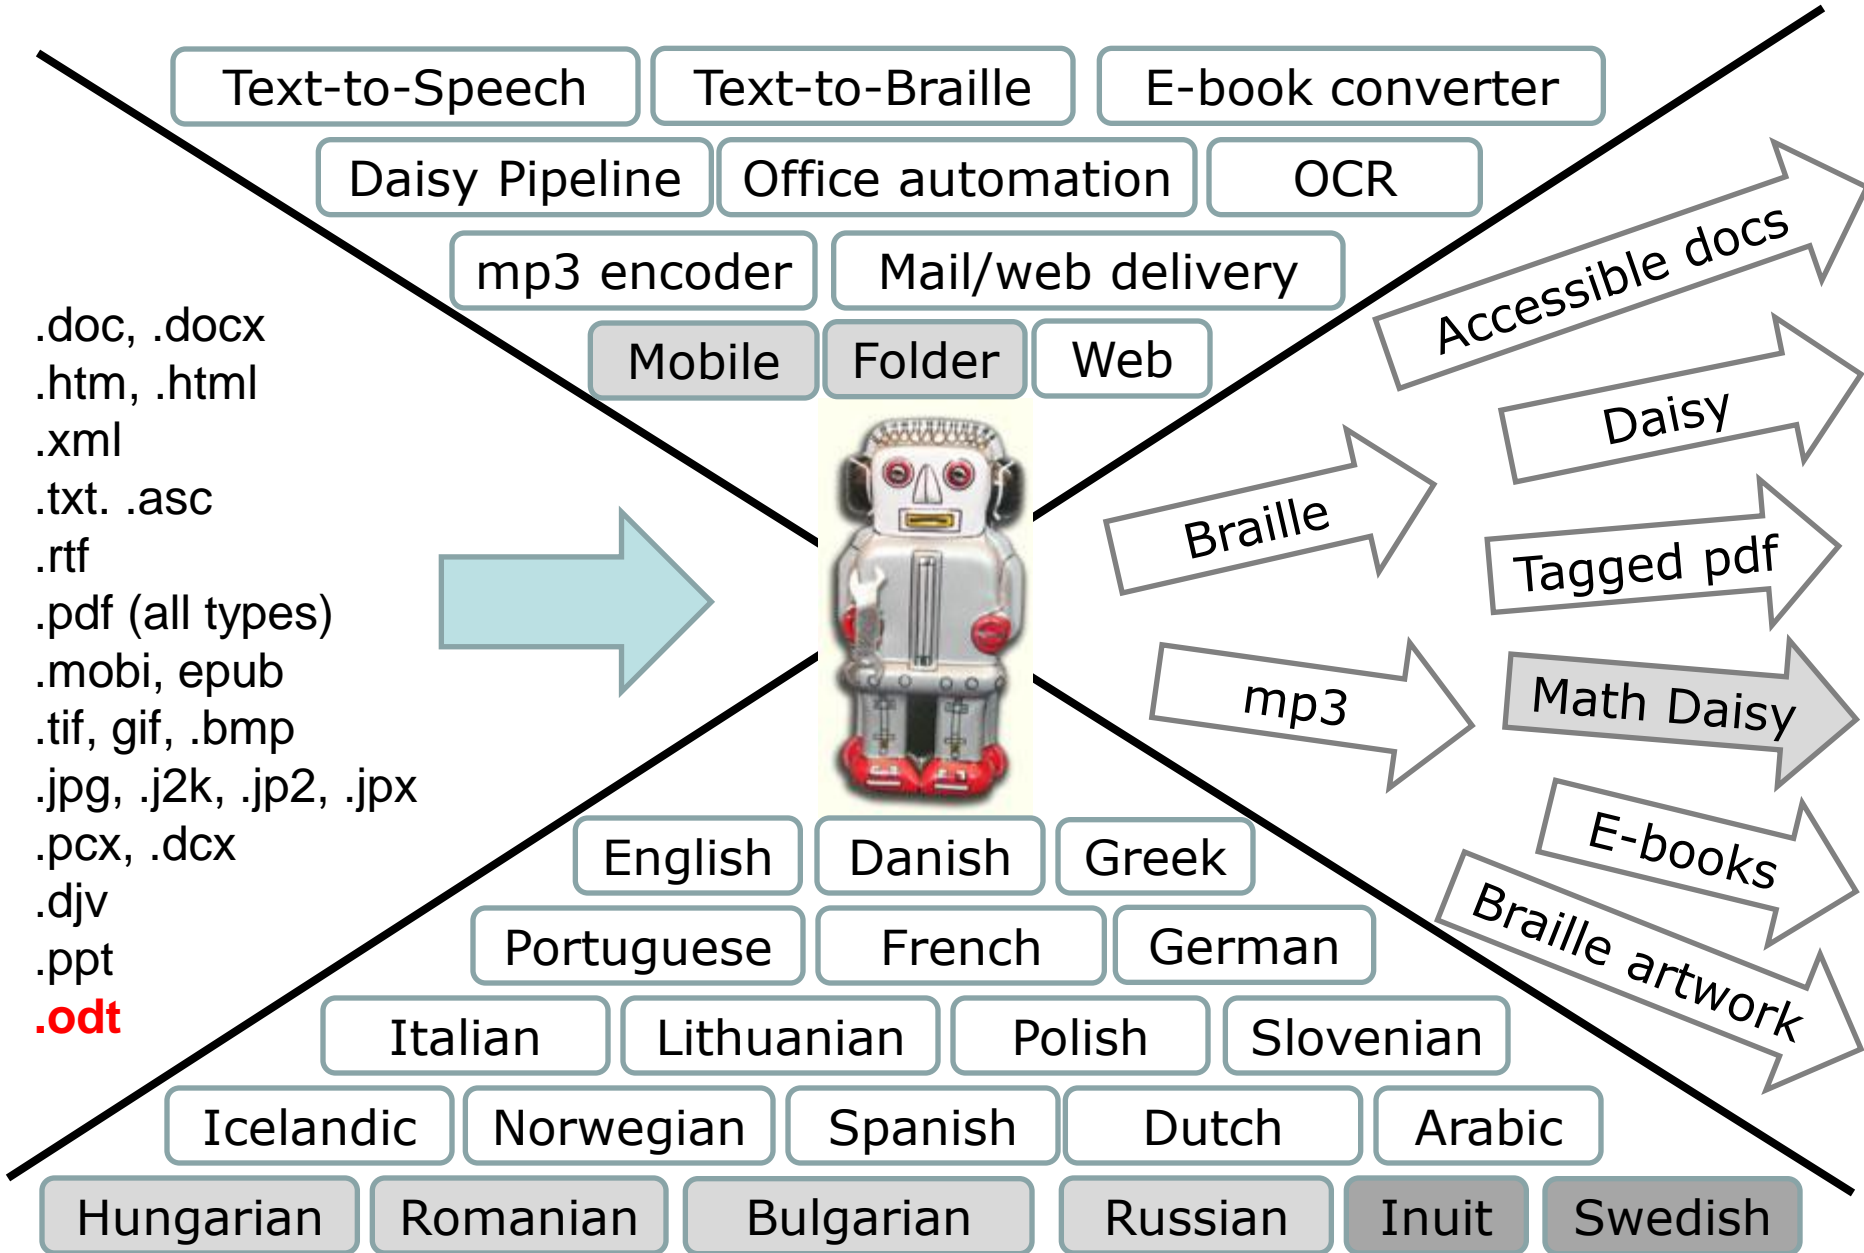 Text-to-Speech Text-to-Braille E-book converter
Daisy Pipeline Office automation OCR
mp3 encoder Mail/web delivery
Mobile Folder Web
.doc, .docx
.htm, .html
.xml
.txt. .asc
.rtf
.pdf (all types)
.mobi, epub
.tif, gif, .bmp
.jpg, .j2k, .jp2, .jpx
.pcx, .dcx
.djv
.ppt
.odt
Accessible docs
Daisy
Braille
Tagged pdf
mp3
Math Daisy
E-books
Braille artwork
English Danish Greek
Portuguese French German
Italian Lithuanian Polish Slovenian
Icelandic Norwegian Spanish Dutch Arabic
Hungarian Romanian Bulgarian Russian Inuit Swedish